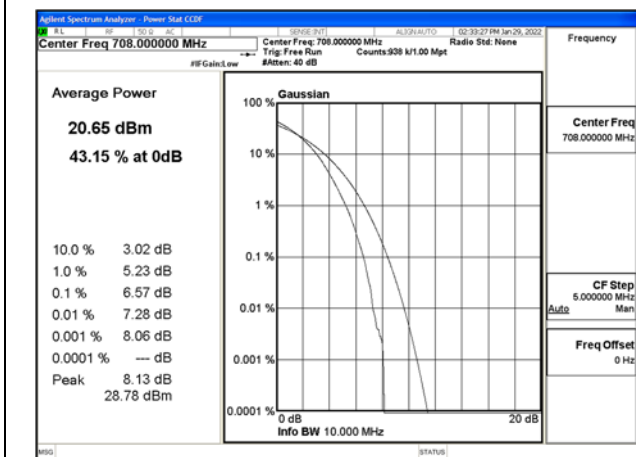 Agilent Spectrum Analyzer - Power Stat CCDF
RL RF 50 Ω AC SENSE:INT ALIGN AUTO 02:33:27 PM Jan 29, 2022
Center Freq 708.000000 MHz
Center Freq: 708.000000 MHz
Radio Std: None
Trig: Free Run Counts:938 k/1.00 Mpt
#IFGain:Low #Atten: 40 dB
Frequency
Average Power
20.65 dBm
43.15 % at 0dB
10.0 % 3.02 dB
1.0 % 5.23 dB
0.1 % 6.57 dB
0.01 % 7.28 dB
0.001 % 8.06 dB
0.0001 % --- dB
Peak 8.13 dB
28.78 dBm
Gaussian
100 %
10 %
1 %
0.1 %
0.01 %
0.001 %
0.0001 %
0 dB 20 dB
Info BW 10.000 MHz
Center Freq
708.000000 MHz
CF Step
5.000000 MHz
Auto Man
Freq Offset
0 Hz
MSG STATUS